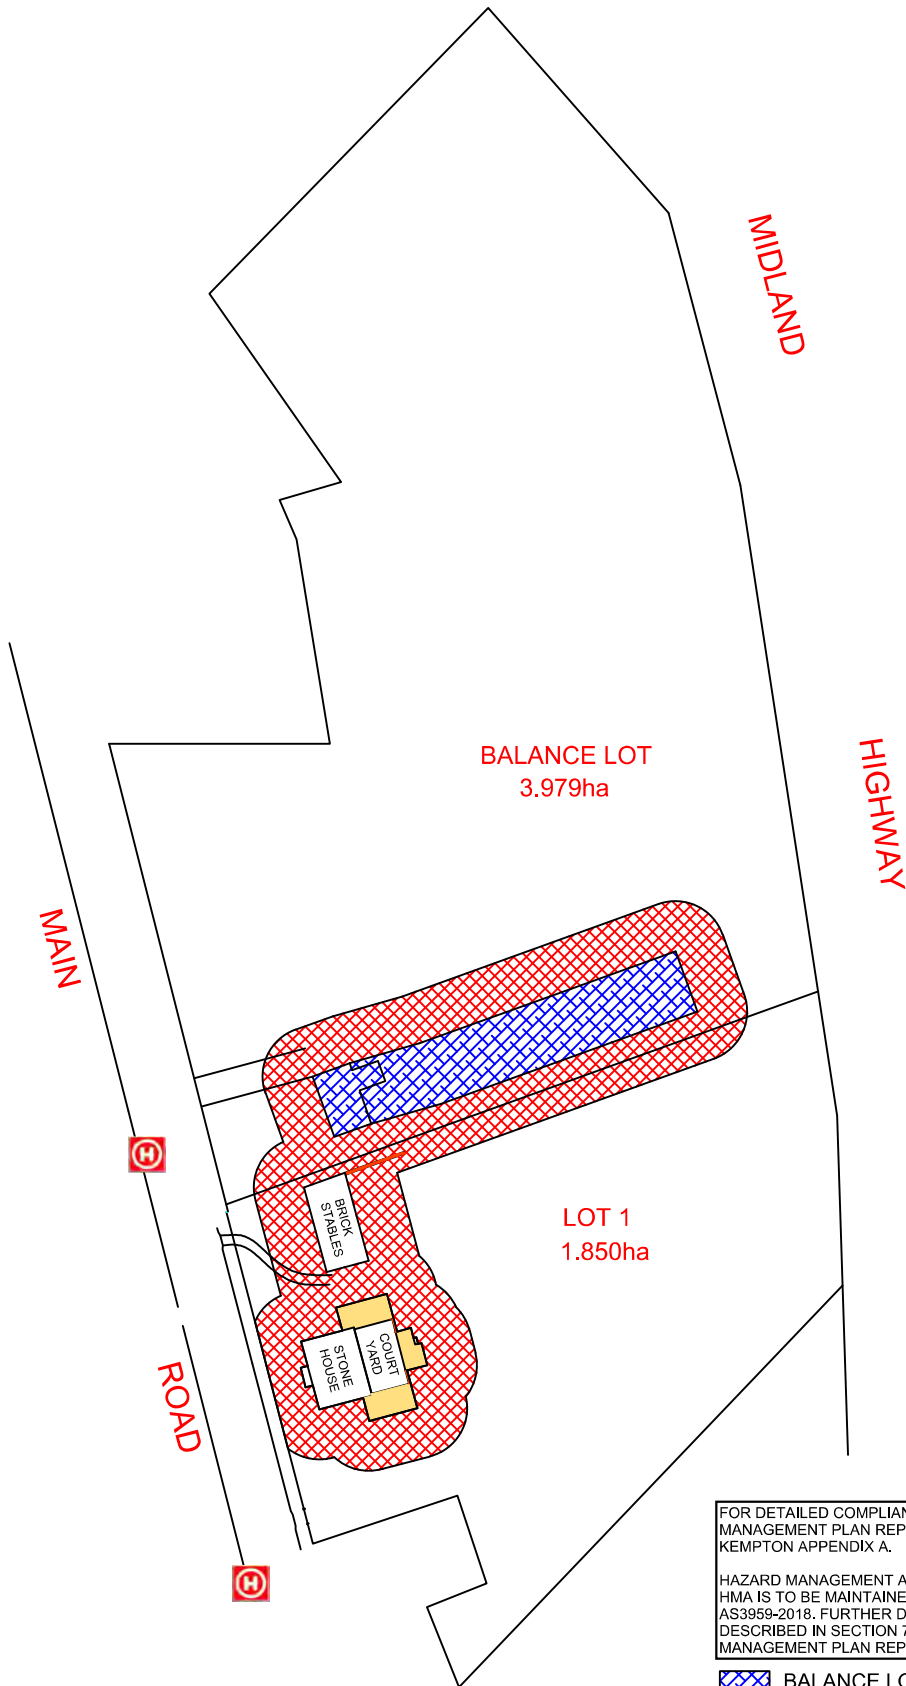 MIDLAND
HIGHWAY
BALANCE LOT
3.979ha
MAIN
H
BRICK
STABLES
LOT 1
1.850ha
COURT
YARD
STONE
HOUSE
ROAD
H
FOR DETAILED COMPLIAN
MANAGEMENT PLAN REP
KEMPTON APPENDIX A.
HAZARD MANAGEMENT A
HMA IS TO BE MAINTAINE
AS3959-2018. FURTHER D
DESCRIBED IN SECTION 7
MANAGEMENT PLAN REP
BALANCE LO